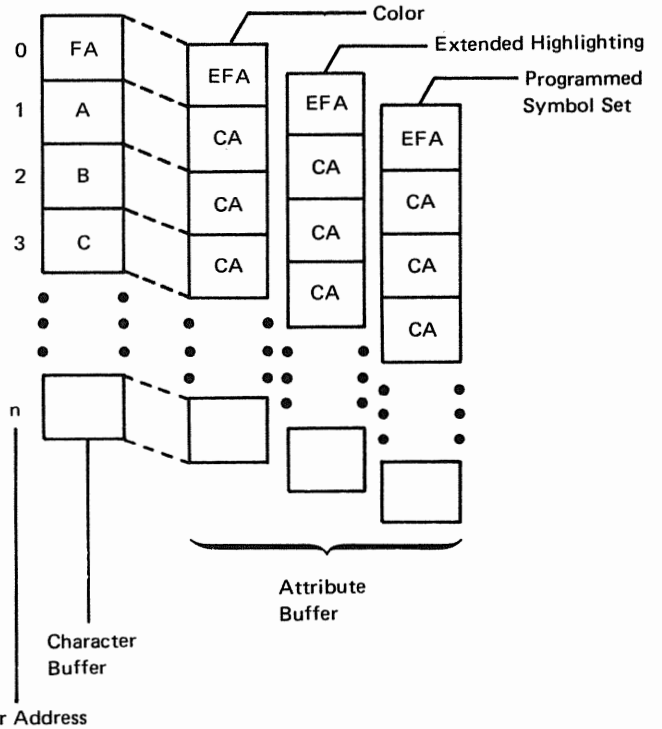 Color
Extended Highlighting
Programmed
Symbol Set
0
FA
EFA
EFA
EFA
1
A
CA
CA
CA
2
B
CA
CA
CA
3
C
CA
CA
CA
n
Attribute
Buffer
Character
Buffer
r Address